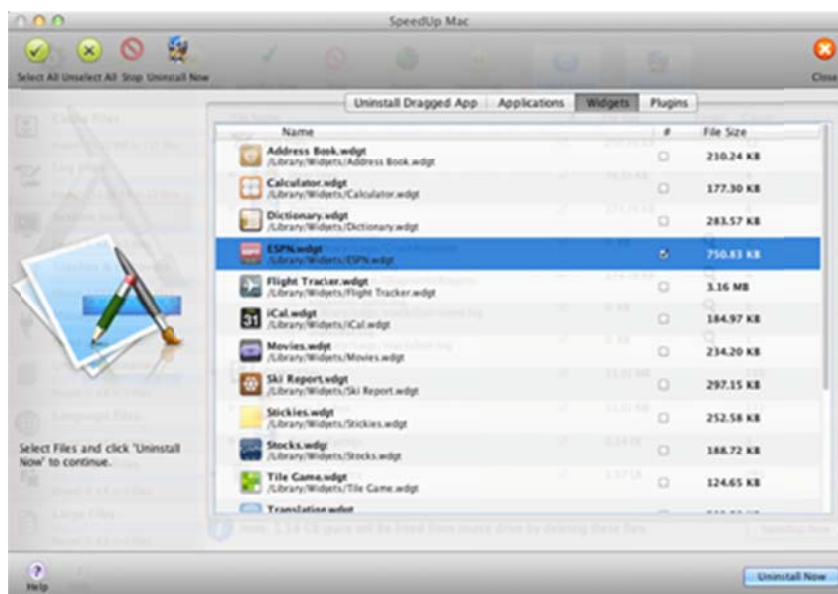 SpeedUp Mac
Select All Unselect All Stop Uninstall Now
Close
Uninstall Dragged App Applications Widgets Plugins
Name # File Size
Address Book.wdgt
/Library/Widgets/Address Book.wdgt
210.24 KB
Calculator.wdgt
/Library/Widgets/Calculator.wdgt
177.30 KB
Dictionary.wdgt
/Library/Widgets/Dictionary.wdgt
283.57 KB
ESPN.wdgt
/Library/Widgets/ESPN.wdgt
750.83 KB
Flight Tracker.wdgt
/Library/Widgets/Flight Tracker.wdgt
3.16 MB
31
iCal.wdgt
/Library/Widgets/iCal.wdgt
184.97 KB
Movies.wdgt
/Library/Widgets/Movies.wdgt
234.20 KB
Ski Report.wdgt
/Library/Widgets/Ski Report.wdgt
297.15 KB
Stickies.wdgt
/Library/Widgets/Stickies.wdgt
252.58 KB
Stocks.wdgt
/Library/Widgets/Stocks.wdgt
188.72 KB
Tile Game.wdgt
/Library/Widgets/Tile Game.wdgt
124.65 KB
Translation.wdgt
Select Files and click 'Uninstall
Now' to continue.
Language Files
Large Files
Help
Uninstall Now